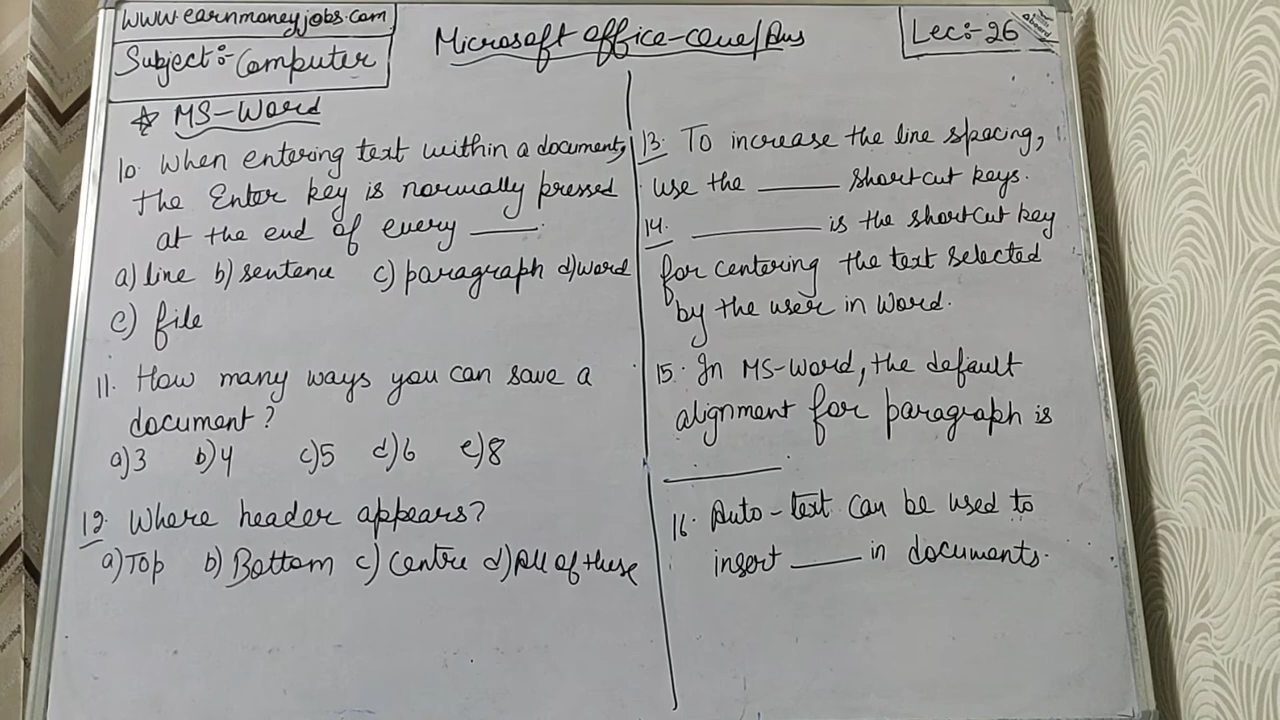 www.earnmoneyjobs.com
Subject:- Computer
Microsoft office-Ques/Ans
Lec:- 26
☆ MS-Word
10. When entering text within a document,
the Enter key is normally pressed
at the end of every ____.
a) line b) sentence c) paragraph d) word
e) file
11. How many ways you can save a
document?
a) 3 b) 4 c) 5 d) 6 e) 8
12. Where header appears?
a) Top b) Bottom c) Centre d) All of these
13. To increase the line spacing,
use the ____ shortcut keys.
14. ____ is the shortcut key
for centering the text selected
by the user in Word.
15. In MS-Word, the default
alignment for paragraph is
____.
16. Auto-text can be used to
insert ____ in documents.